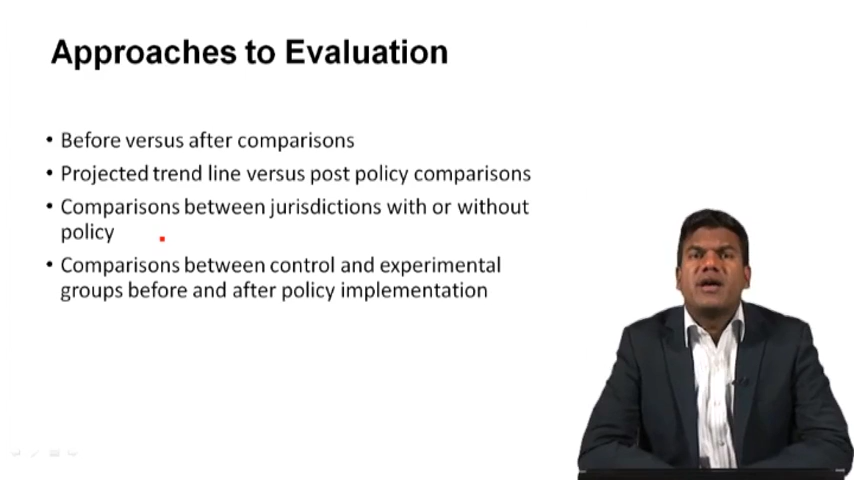 Approaches to Evaluation
• Before versus after comparisons
• Projected trend line versus post policy comparisons
• Comparisons between jurisdictions with or without
policy
• Comparisons between control and experimental
groups before and after policy implementation